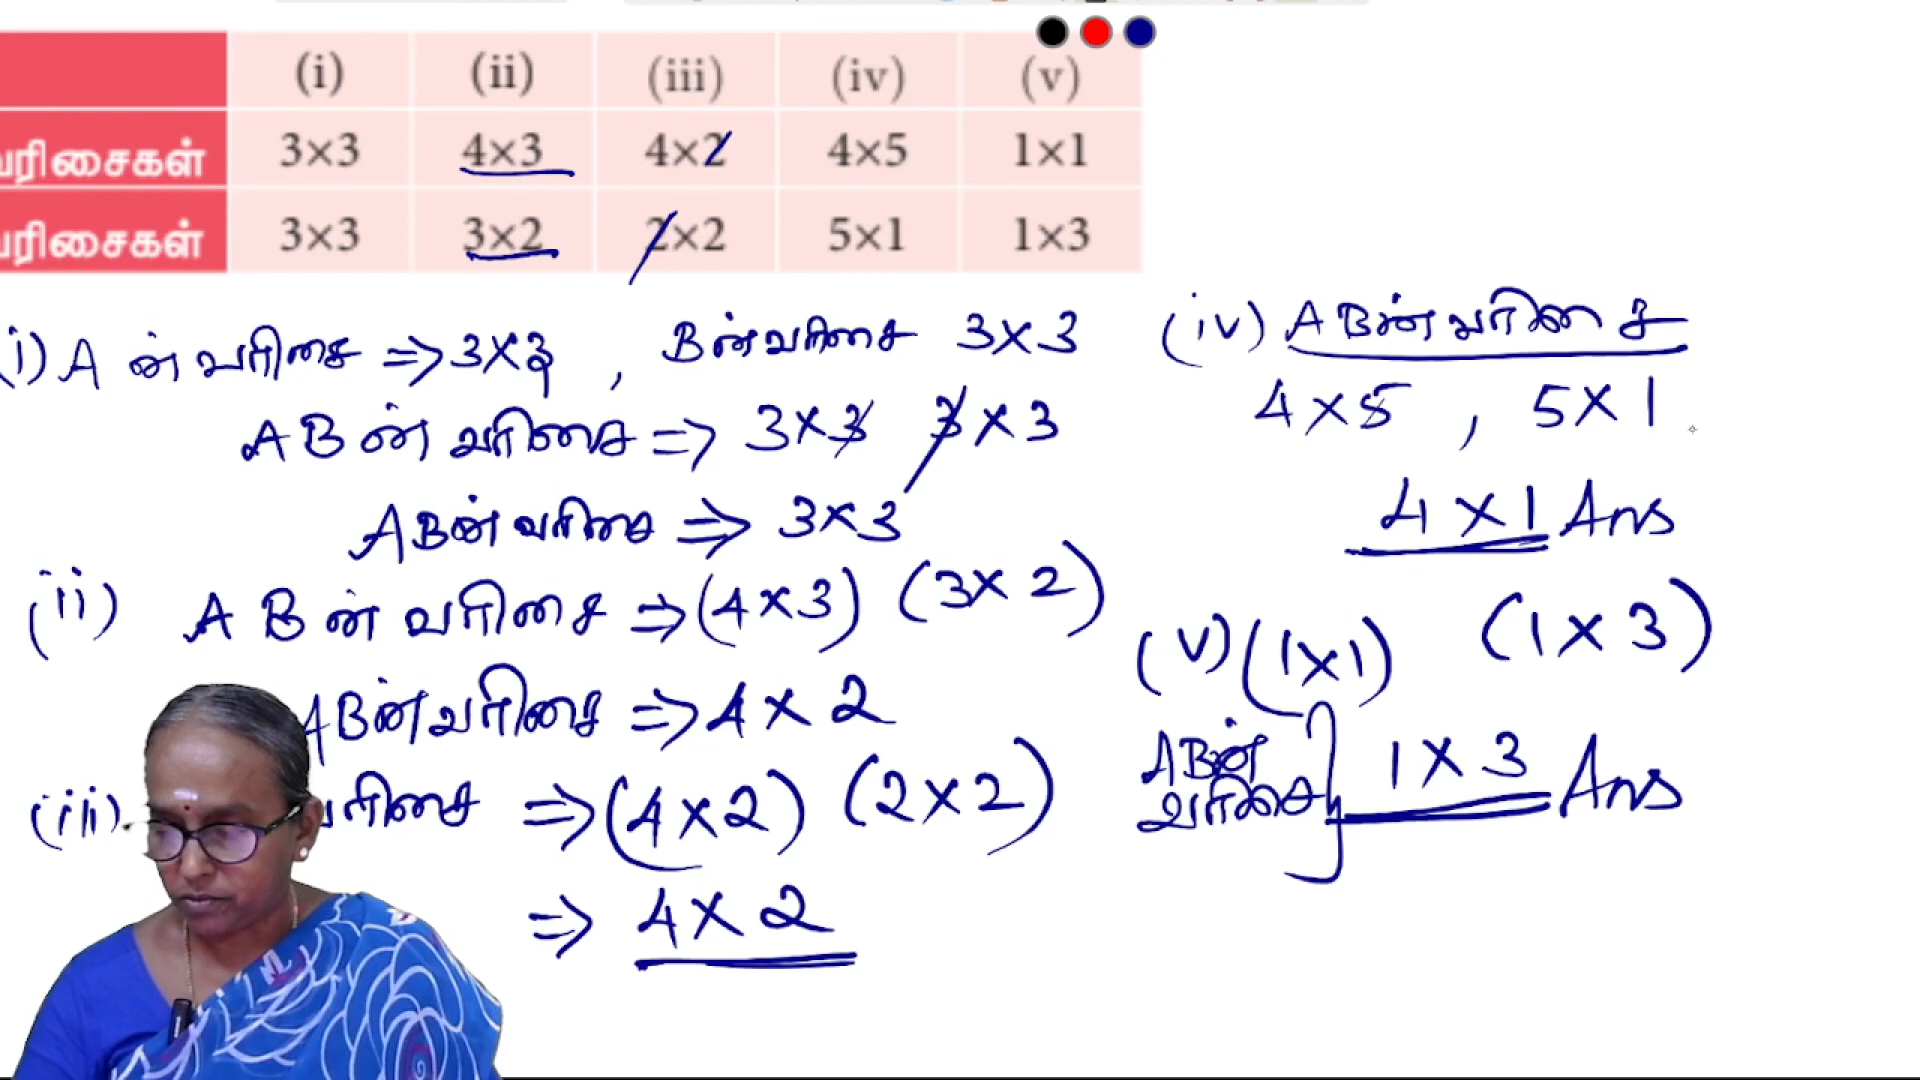 (i) (ii) (iii) (iv) (v)
வரிசைகள் 3×3 4×3 4×2 4×5 1×1
வரிசைகள் 3×3 3×2 2×2 5×1 1×3
(i) A ன் வரிசை => 3×3 , B ன் வரிசை 3×3
AB ன் வரிசை => 3×3 3×3
AB ன் வரிசை => 3×3
(ii) AB ன் வரிசை => (4×3) (3×2)
AB ன் வரிசை => 4×2
(iii) வரிசை => (4×2) (2×2)
=> 4×2
(iv) AB ன் வரிசை
4×5 , 5×1
4×1 Ans
(v) (1×1) (1×3)
AB ன்
வரிசை } 1×3 Ans